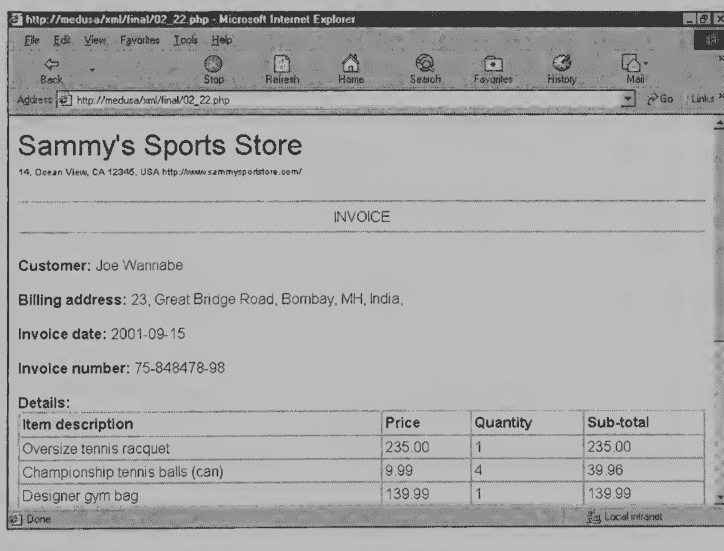 http://medusa/xml/final/02_22.php - Microsoft Internet Explorer
File Edit View Favorites Tools Help
Back Stop Refresh Home Search Favorites History Mail
Address http://medusa/xml/final/02_22.php Go Links »
Sammy's Sports Store
14, Ocean View, CA 12345, USA http://www.sammysportstore.com/
INVOICE
Customer: Joe Wannabe
Billing address: 23, Great Bridge Road, Bombay, MH, India,
Invoice date: 2001-09-15
Invoice number: 75-848478-98
Details:
Item description Price Quantity Sub-total
Oversize tennis racquet 235.00 1 235.00
Championship tennis balls (can) 9.99 4 39.96
Designer gym bag 139.99 1 139.99
Done Local intranet